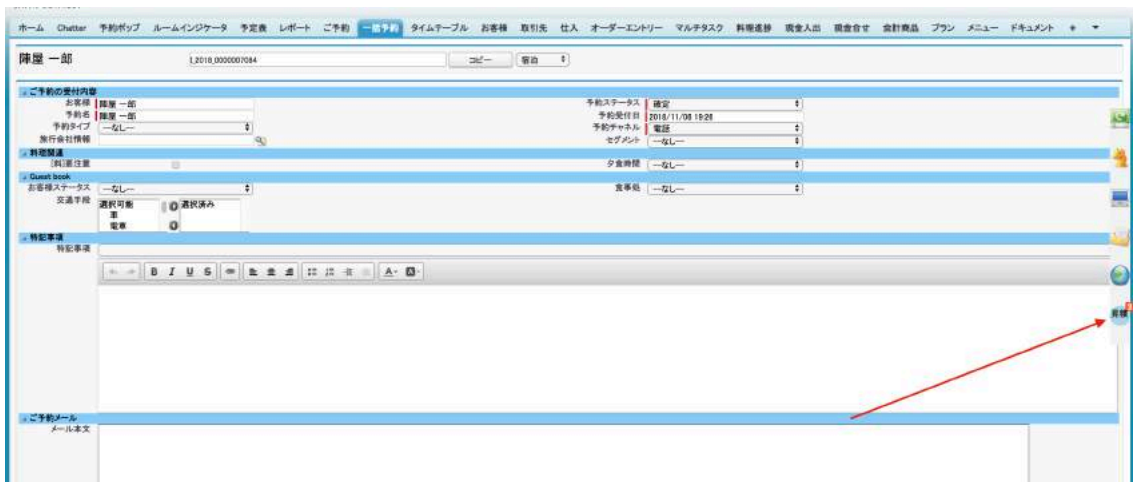 ホーム Chatter 予約ポップ ルームインジケータ 予定表 レポート ご予約 一括予約 タイムテーブル お客様 取引先 仕入 オーダーエントリー マルチタスク 料理進捗 現金入出 現金合せ 会計商品 プラン メニュー ドキュメント +
陣屋 一郎 I_2018_0000007084 コピー 宿泊
ご予約の受付内容
お客様 陣屋 一郎 予約ステータス 確定
予約名 陣屋 一郎 予約受付日 2018/11/08 19:28
予約タイプ --なし-- 予約チャネル 電話
旅行会社情報 セグメント --なし--
料理関連
[料]要注意 夕食時間 --なし--
Guest book
お客様ステータス --なし-- 食事処 --なし--
交通手段 選択可能 選択済み
車
電車
特記事項
特記事項
B I U S A A
ご予約メール
メール本文